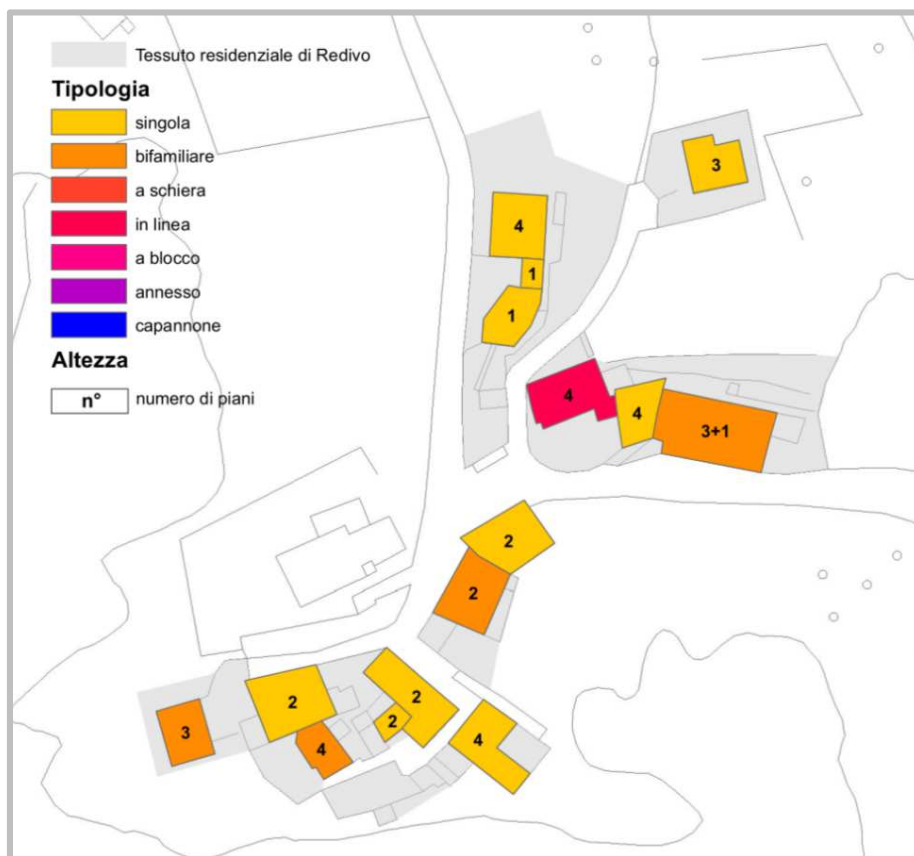 Tessuto residenziale di Redivo
Tipologia
singola
bifamiliare
a schiera
in linea
a blocco
annesso
capannone
Altezza
n° numero di piani
3
4
1
1
4
4
3+1
2
2
2
2
2
3
4
4